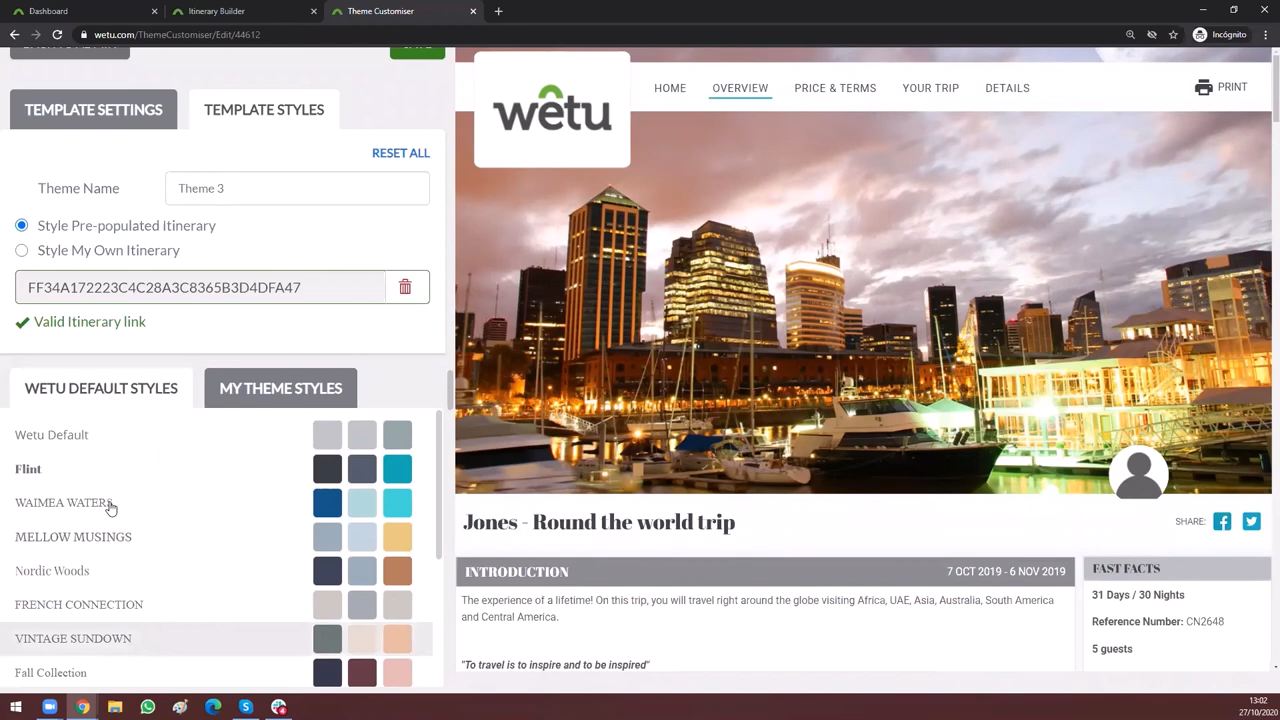 Dashboard
Itinerary Builder
Theme Customiser
wetu.com/ThemeCustomiser/Edit/44612
Incógnito
TEMPLATE SETTINGS
TEMPLATE STYLES
RESET ALL
Theme Name
Theme 3
Style Pre-populated Itinerary
Style My Own Itinerary
FF34A172223C4C28A3C8365B3D4DFA47
Valid Itinerary link
WETU DEFAULT STYLES
MY THEME STYLES
Wetu Default
Flint
WAIMEA WATERS
MELLOW MUSINGS
Nordic Woods
FRENCH CONNECTION
VINTAGE SUNDOWN
Fall Collection
wetu
HOME
OVERVIEW
PRICE & TERMS
YOUR TRIP
DETAILS
PRINT
Jones - Round the world trip
SHARE:
INTRODUCTION
7 OCT 2019 - 6 NOV 2019
The experience of a lifetime! On this trip, you will travel right around the globe visiting Africa, UAE, Asia, Australia, South America
and Central America.
"To travel is to inspire and to be inspired"
FAST FACTS
31 Days / 30 Nights
Reference Number: CN2648
5 guests
13:02
27/10/2020